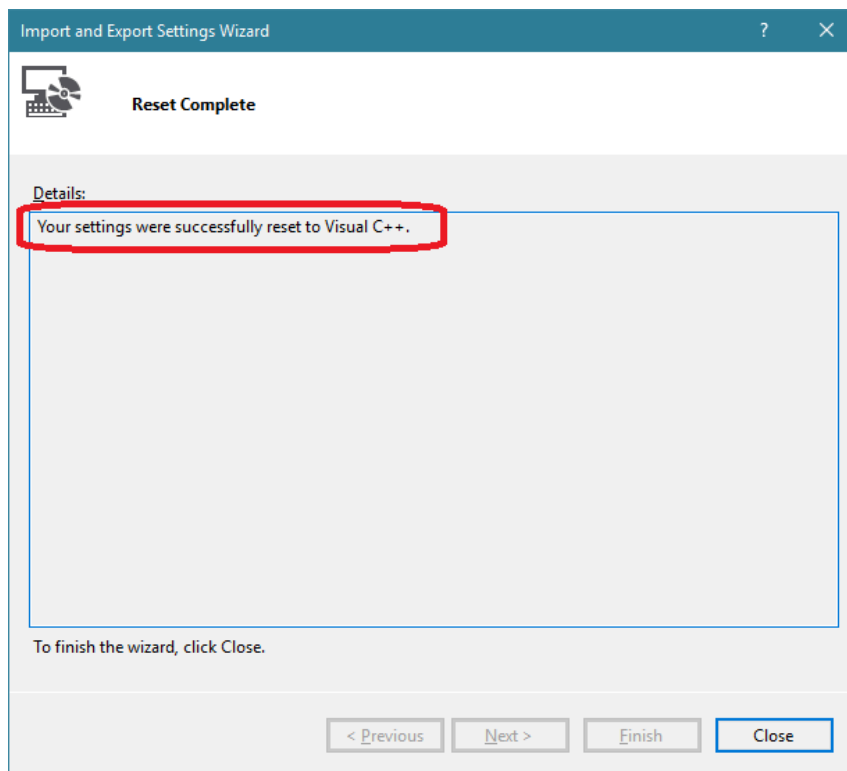 Import and Export Settings Wizard
?
Reset Complete
Details:
Your settings were successfully reset to Visual C++.
To finish the wizard, click Close.
< Previous
Next >
Finish
Close